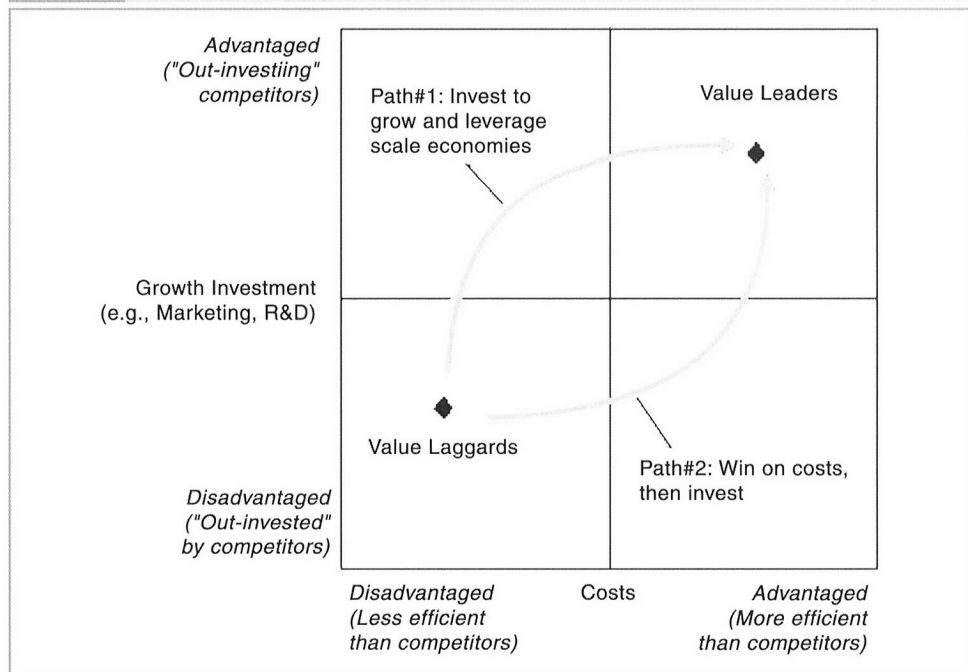 Advantaged
("Out-investiing"
competitors)
Path#1: Invest to
grow and leverage
scale economies
Value Leaders
Growth Investment
(e.g., Marketing, R&D)
Value Laggards
Path#2: Win on costs,
then invest
Disadvantaged
("Out-invested"
by competitors)
Disadvantaged
(Less efficient
than competitors)
Costs
Advantaged
(More efficient
than competitors)